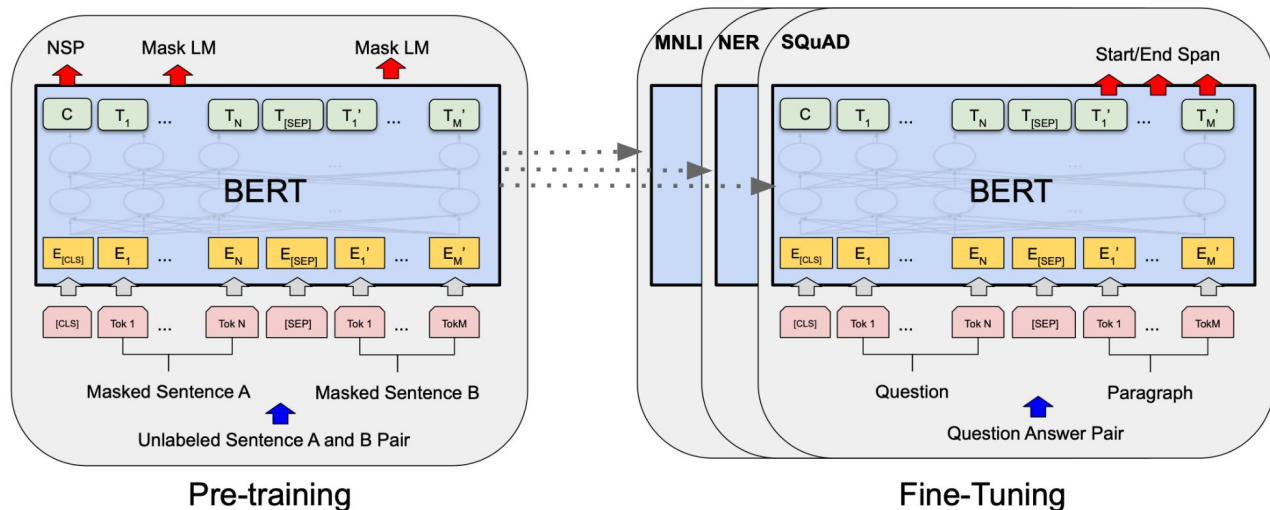 NSP Mask LM Mask LM
C T1 ... TN T[SEP] T1' ... TM'
...
BERT
...
E[CLS] E1 ... EN E[SEP] E1' ... EM'
[CLS] Tok 1 ... Tok N [SEP] Tok 1 ... TokM
Masked Sentence A Masked Sentence B
Unlabeled Sentence A and B Pair
Pre-training
MNLI NER SQuAD
Start/End Span
C T1 ... TN T[SEP] T1' ... TM'
...
BERT
...
E[CLS] E1 ... EN E[SEP] E1' ... EM'
[CLS] Tok 1 ... Tok N [SEP] Tok 1 ... TokM
Question Paragraph
Question Answer Pair
Fine-Tuning